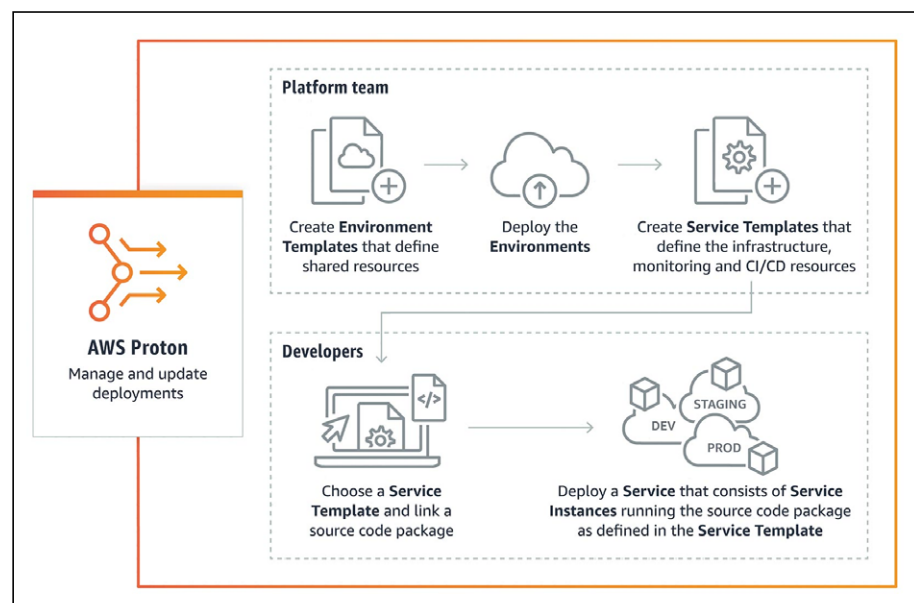 Platform team
Create Environment
Templates that define
shared resources
Deploy the
Environments
Create Service Templates that
define the infrastructure,
monitoring and CI/CD resources
AWS Proton
Manage and update
deployments
Developers
</>
DEV
STAGING
PROD
Choose a Service
Template and link a
source code package
Deploy a Service that consists of Service
Instances running the source code package
as defined in the Service Template